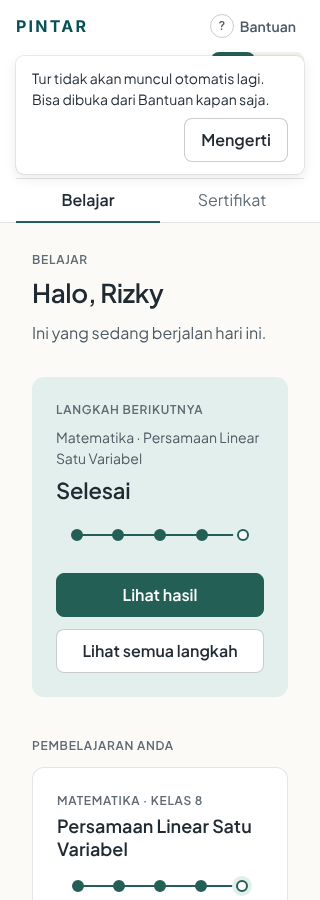 PINTAR
? Bantuan
Tur tidak akan muncul otomatis lagi.
Bisa dibuka dari Bantuan kapan saja.
Mengerti
Belajar Sertifikat
BELAJAR
Halo, Rizky
Ini yang sedang berjalan hari ini.
LANGKAH BERIKUTNYA
Matematika · Persamaan Linear
Satu Variabel
Selesai
Lihat hasil
Lihat semua langkah
PEMBELAJARAN ANDA
MATEMATIKA · KELAS 8
Persamaan Linear Satu
Variabel